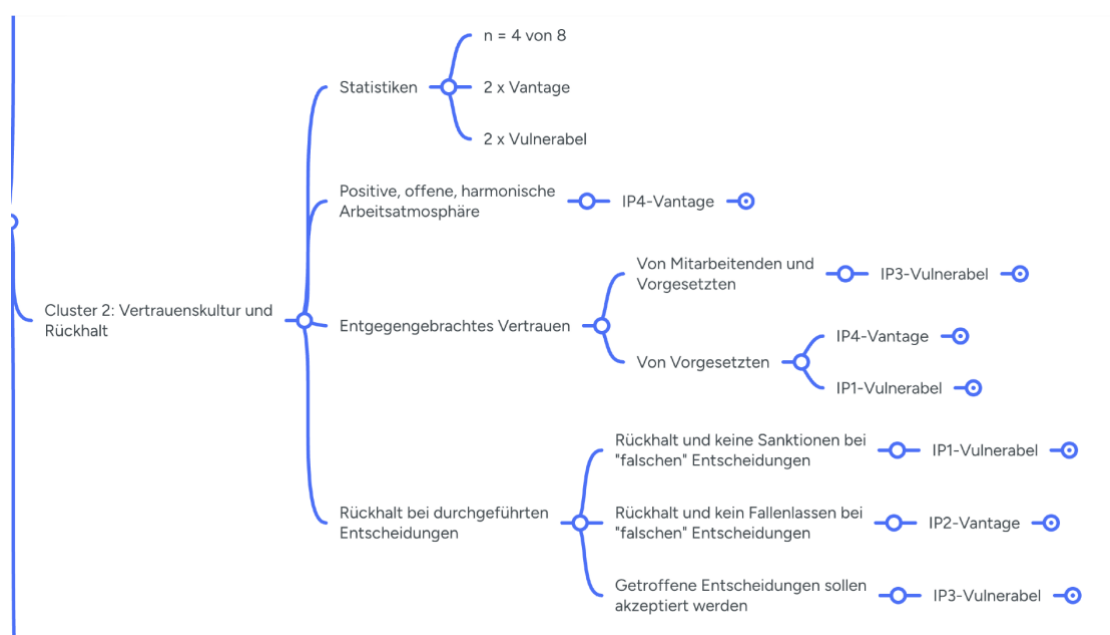 n = 4 von 8
Statistiken
2 x Vantage
2 x Vulnerabel
Positive, offene, harmonische
Arbeitsatmosphäre
IP4-Vantage
Cluster 2: Vertrauenskultur und
Rückhalt
Entgegengebrachtes Vertrauen
Von Mitarbeitenden und
Vorgesetzten
IP3-Vulnerabel
Von Vorgesetzten
IP4-Vantage
IP1-Vulnerabel
Rückhalt bei durchgeführten
Entscheidungen
Rückhalt und keine Sanktionen bei
"falschen" Entscheidungen
IP1-Vulnerabel
Rückhalt und kein Fallenlassen bei
"falschen" Entscheidungen
IP2-Vantage
Getroffene Entscheidungen sollen
akzeptiert werden
IP3-Vulnerabel